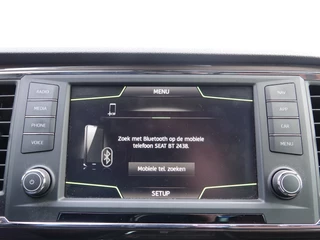 MENU
RADIO
MEDIA
PHONE
VOICE
Zoek met Bluetooth op de mobiele
telefoon SEAT BT 2438.
Mobiele tel. zoeken
SETUP
NAV
APP
CAR
MENU